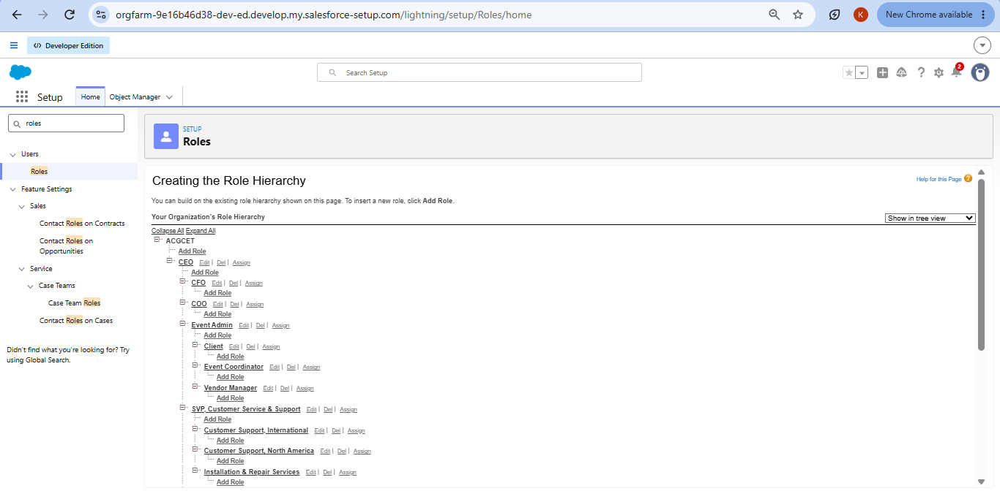 orgfarm-9e16b46d38-dev-ed.develop.my.salesforce-setup.com/lightning/setup/Roles/home
K
New Chrome available
Developer Edition
Search Setup
2
Setup
Home
Object Manager
roles
Users
Roles
Feature Settings
Sales
Contact Roles on Contracts
Contact Roles on
Opportunities
Service
Case Teams
Case Team Roles
Contact Roles on Cases
Didn't find what you're looking for? Try
using Global Search.
SETUP
Roles
Creating the Role Hierarchy
Help for this Page
You can build on the existing role hierarchy shown on this page. To insert a new role, click Add Role.
Your Organization's Role Hierarchy
Show in tree view
Collapse All Expand All
ACGCET
Add Role
CEO Edit | Del | Assign
Add Role
CFO Edit | Del | Assign
Add Role
COO Edit | Del | Assign
Add Role
Event Admin Edit | Del | Assign
Add Role
Client Edit | Del | Assign
Add Role
Event Coordinator Edit | Del | Assign
Add Role
Vendor Manager Edit | Del | Assign
Add Role
SVP, Customer Service & Support Edit | Del | Assign
Add Role
Customer Support, International Edit | Del | Assign
Add Role
Customer Support, North America Edit | Del | Assign
Add Role
Installation & Repair Services Edit | Del | Assign
Add Role